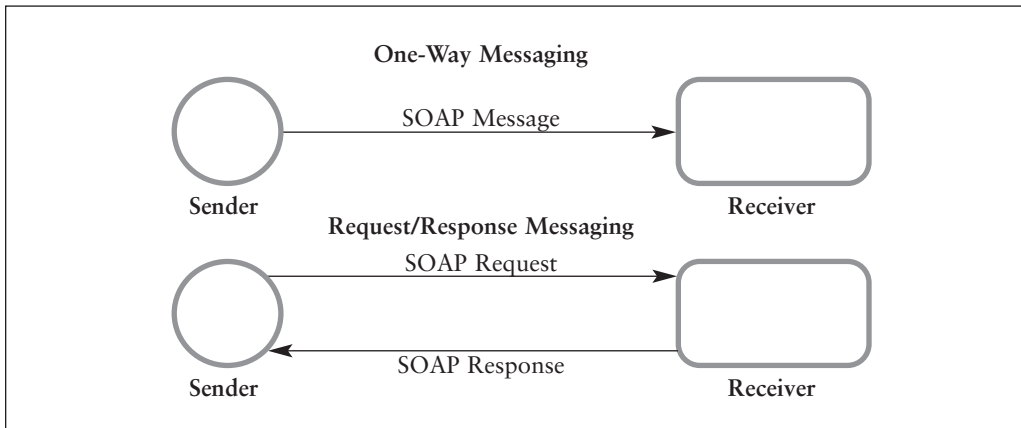 One-Way Messaging
SOAP Message
Sender
Receiver
Request/Response Messaging
SOAP Request
SOAP Response
Sender
Receiver